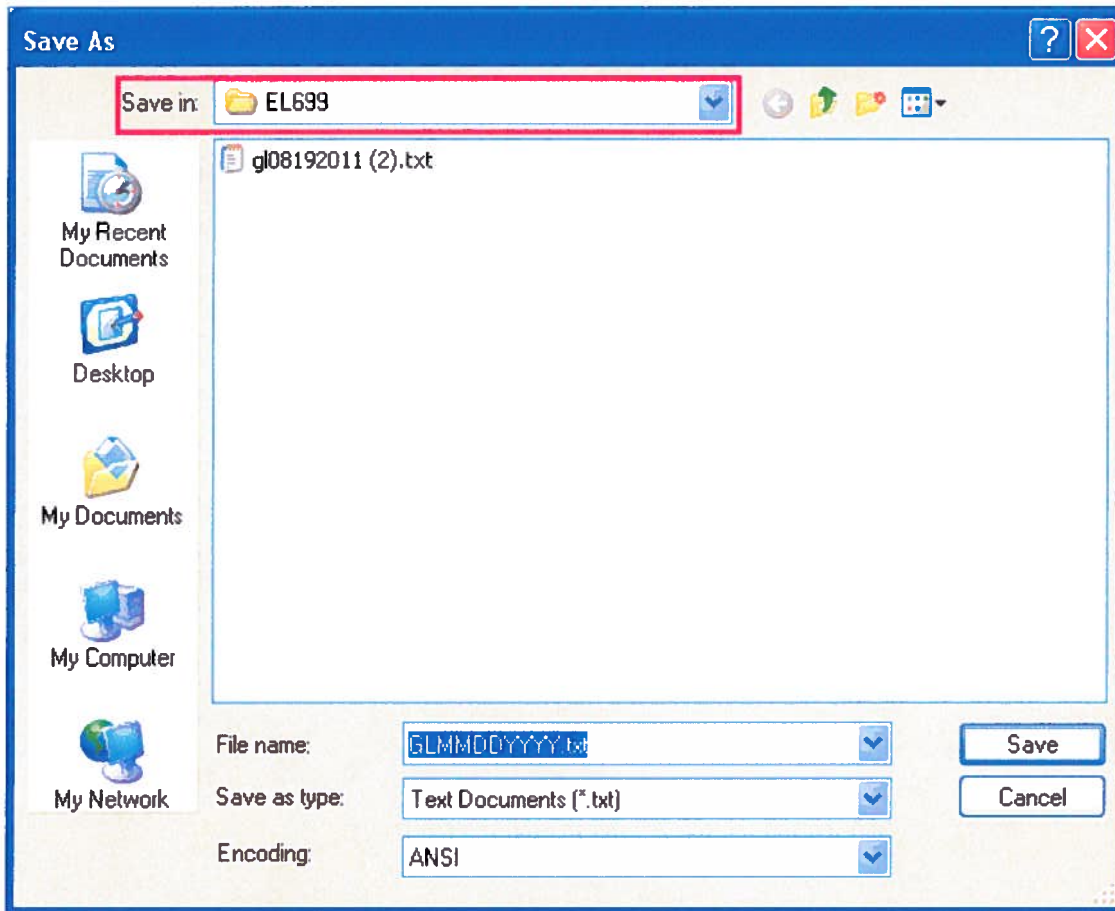 Save As
Save in: EL699
gl08192011 (2).txt
My Recent
Documents
Desktop
My Documents
My Computer
My Network
File name: GLMMDDYYYY.txt
Save
Save as type: Text Documents (*.txt)
Cancel
Encoding: ANSI